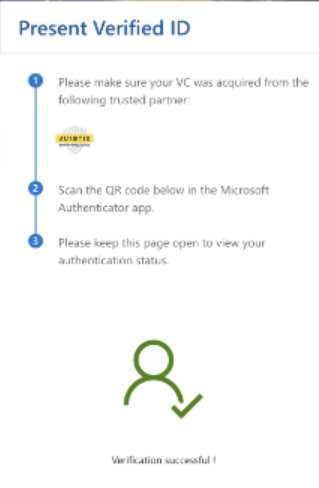 Present Verified ID
1
Please make sure your VC was acquired from the
following trusted partner:
2
Scan the QR code below in the Microsoft
Authenticator app.
3
Please keep this page open to view your
authentication status.
Verification successful !